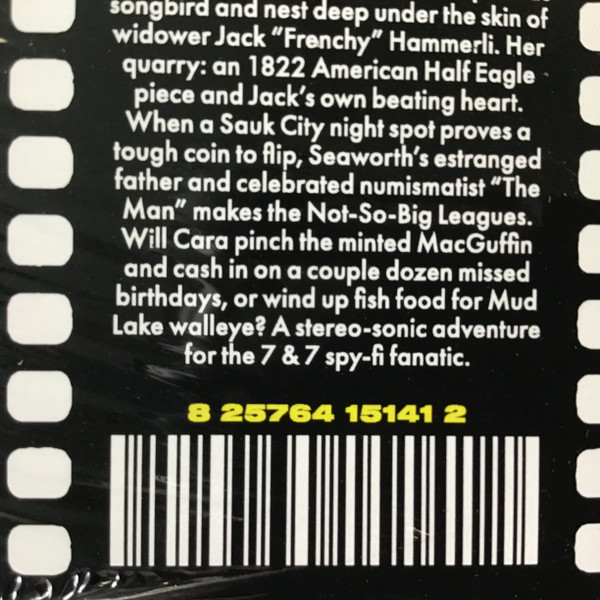 songbird and nest deep under the skin of
widower Jack “Frenchy” Hammerli. Her
quarry: an 1822 American Half Eagle
piece and Jack’s own beating heart.
When a Sauk City night spot proves a
tough coin to flip, Seaworth’s estranged
father and celebrated numismatist “The
Man” makes the Not-So-Big Leagues.
Will Cara pinch the minted MacGuffin
and cash in on a couple dozen missed
birthdays, or wind up fish food for Mud
Lake walleye? A stereo-sonic adventure
for the 7 & 7 spy-fi fanatic.
8 25764 15141 2